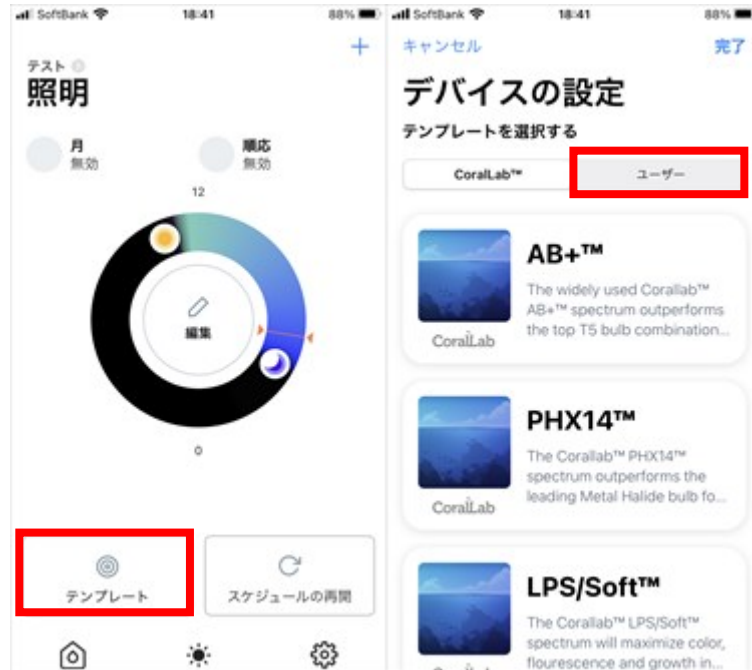 SoftBank 18:41 88%
+
テスト
照明
月
無効
順応
無効
12
編集
0
テンプレート
スケジュールの再開
SoftBank 18:41 88%
キャンセル 完了
デバイスの設定
テンプレートを選択する
CoralLab™ ユーザー
AB+™
The widely used Corallab™
AB+™ spectrum outperforms
the top T5 bulb combination...
CoralLab
PHX14™
The Corallab™ PHX14™
spectrum outperforms the
leading Metal Halide bulb fo...
CoralLab
LPS/Soft™
The Corallab™ LPS/Soft™
spectrum will maximize color,
flourescence and growth in...